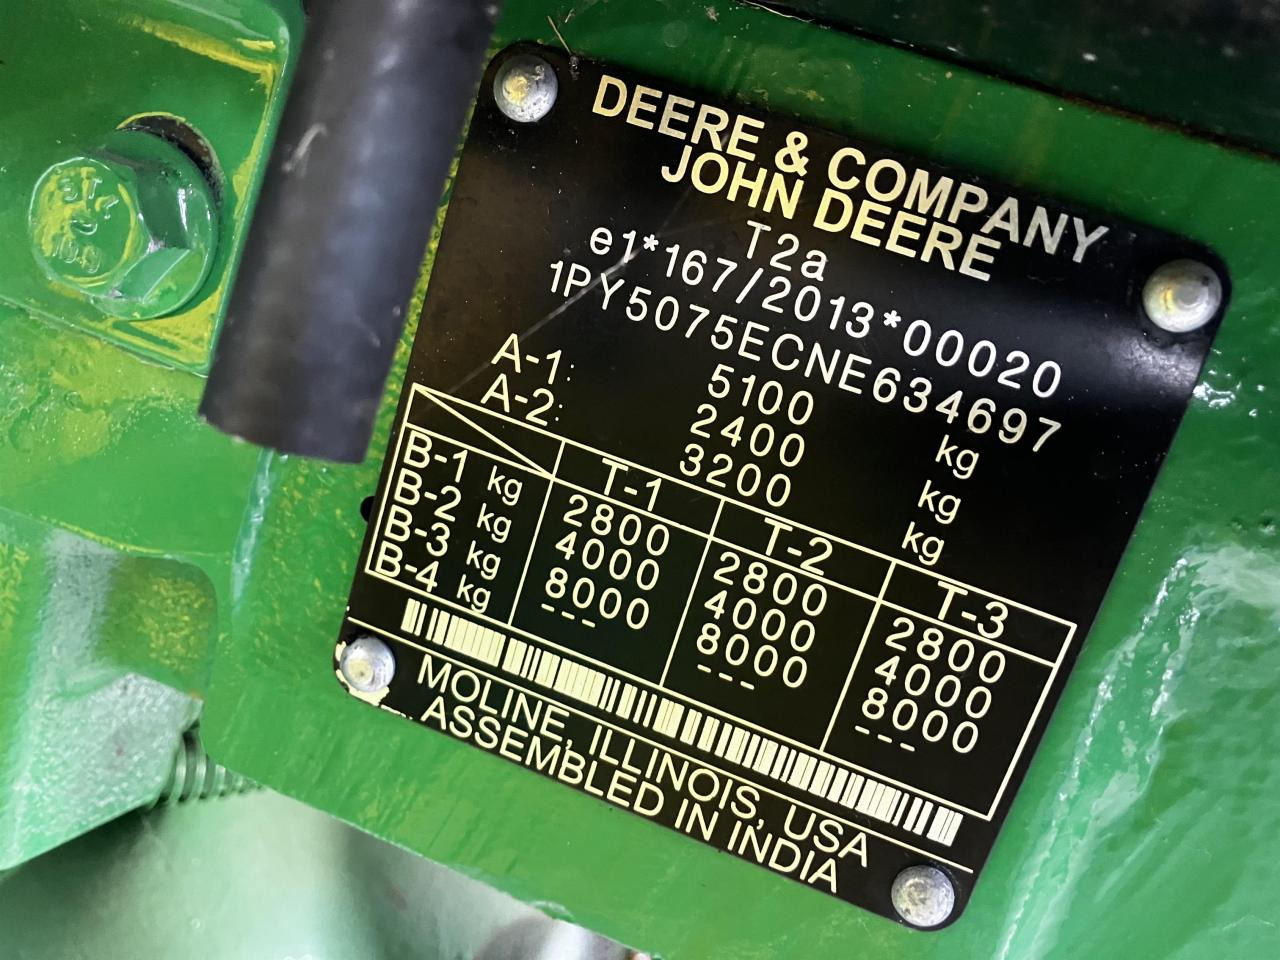 DEERE & COMPANY
JOHN DEERE
T2a
e1*167/2013*00020
1PY5075ECNE634697
5100 kg
A-1: 2400 kg
A-2: 3200 kg
T-1 T-2 T-3
B-1 kg 2800 2800 2800
B-2 kg 4000 4000 4000
B-3 kg 8000 8000 8000
B-4 kg --- --- ---
MOLINE, ILLINOIS, USA
ASSEMBLED IN INDIA
10.9